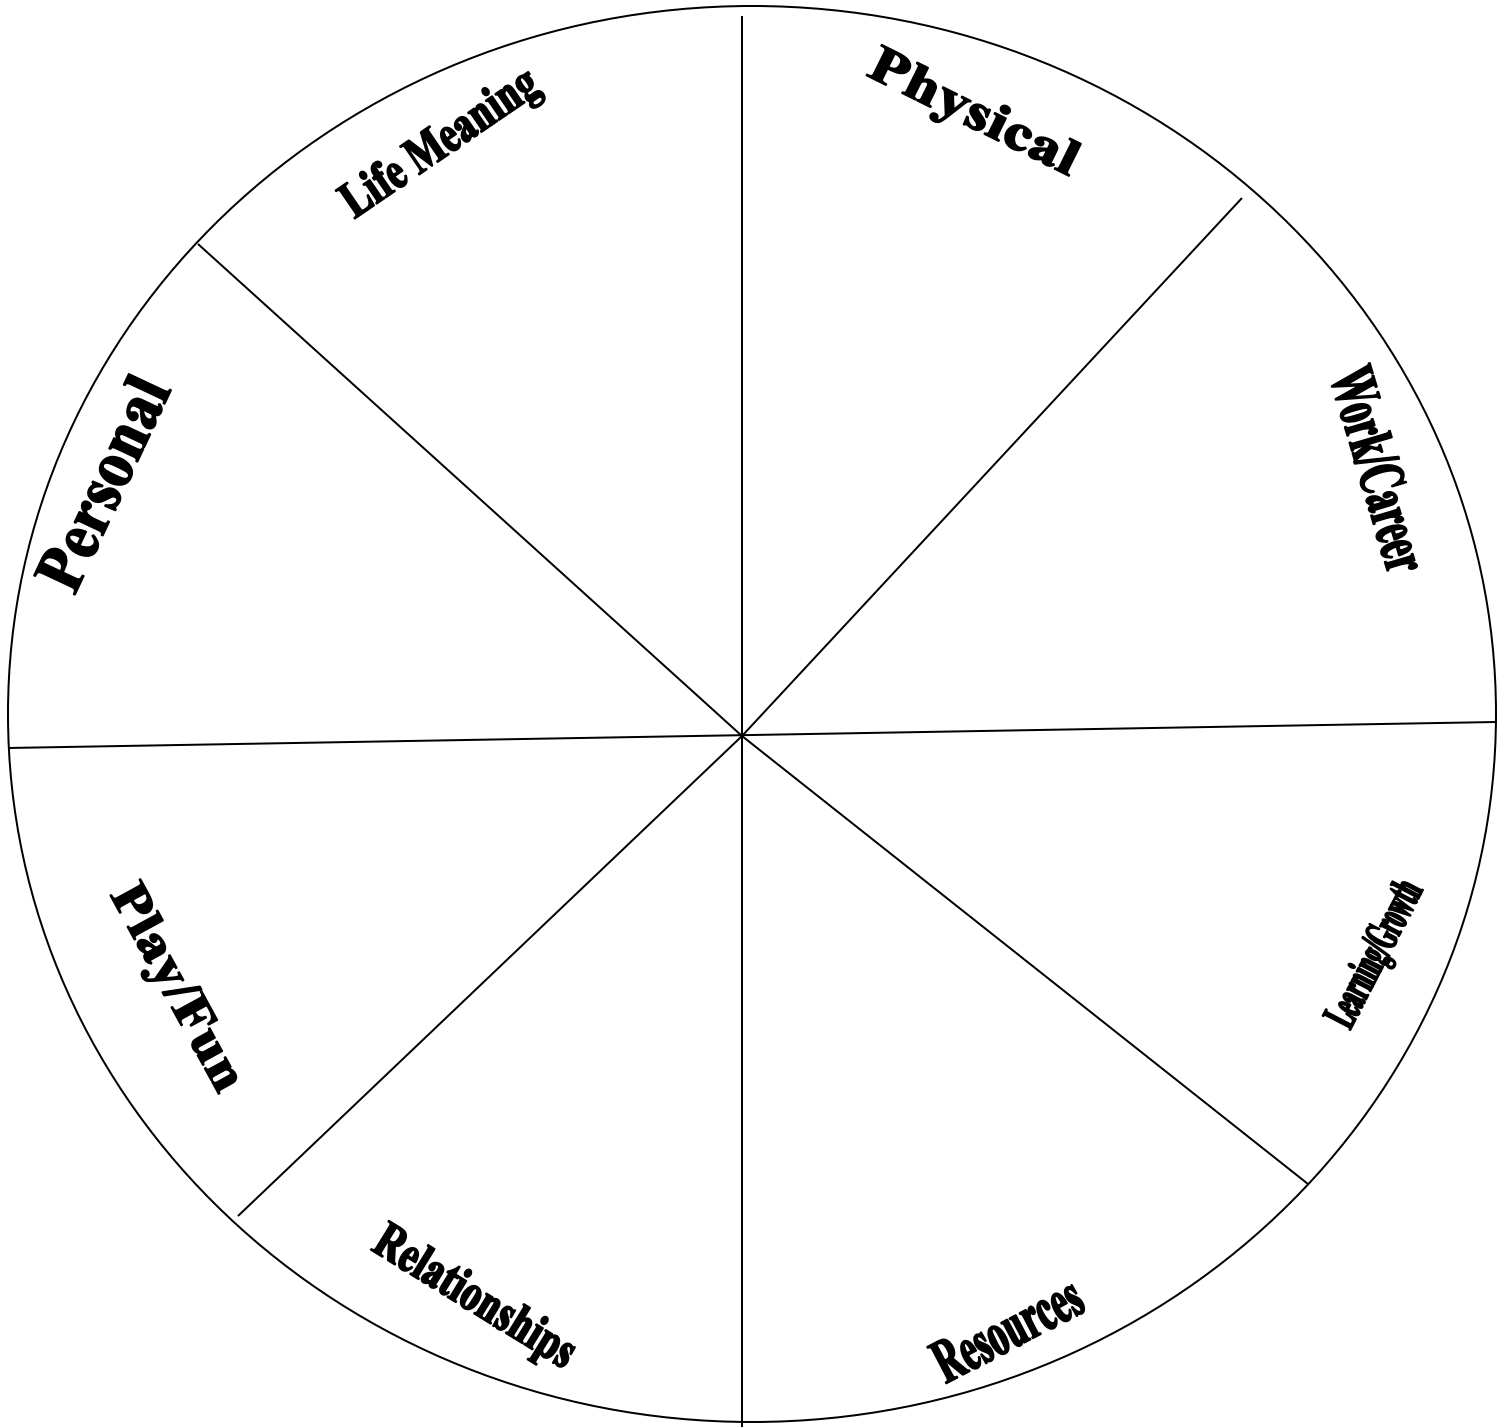 Life Meaning
Physical
Personal
Work/Career
Play/Fun
Learning/Growth
Relationships
Resources